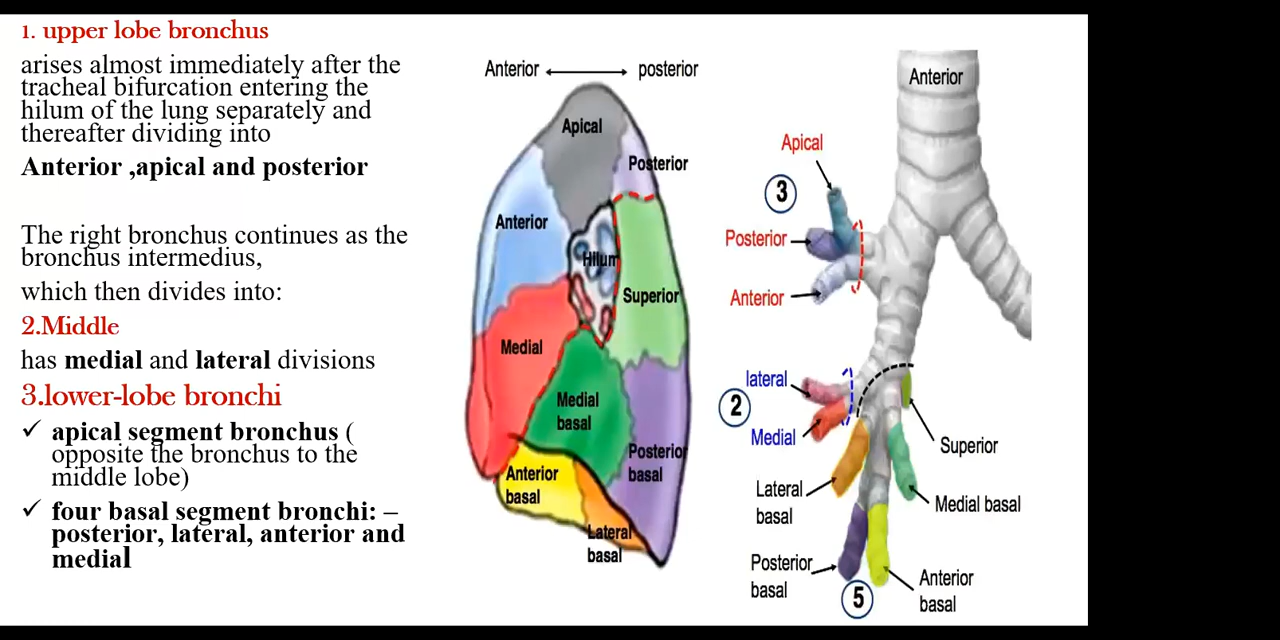 1. upper lobe bronchus
arises almost immediately after the
tracheal bifurcation entering the
hilum of the lung separately and
thereafter dividing into
Anterior ,apical and posterior
The right bronchus continues as the
bronchus intermedius,
which then divides into:
2.Middle
has medial and lateral divisions
3.lower-lobe bronchi
✓ apical segment bronchus (
opposite the bronchus to the
middle lobe)
✓ four basal segment bronchi: –
posterior, lateral, anterior and
medial
Anterior posterior
Apical
Posterior
Anterior
Hilum
Superior
Medial
Medial
basal
Posterior
basal
Anterior
basal
Lateral
basal
Anterior
Apical
3
Posterior
Anterior
lateral
2
Medial
Superior
Lateral
basal
Medial basal
Posterior
basal
Anterior
basal
5